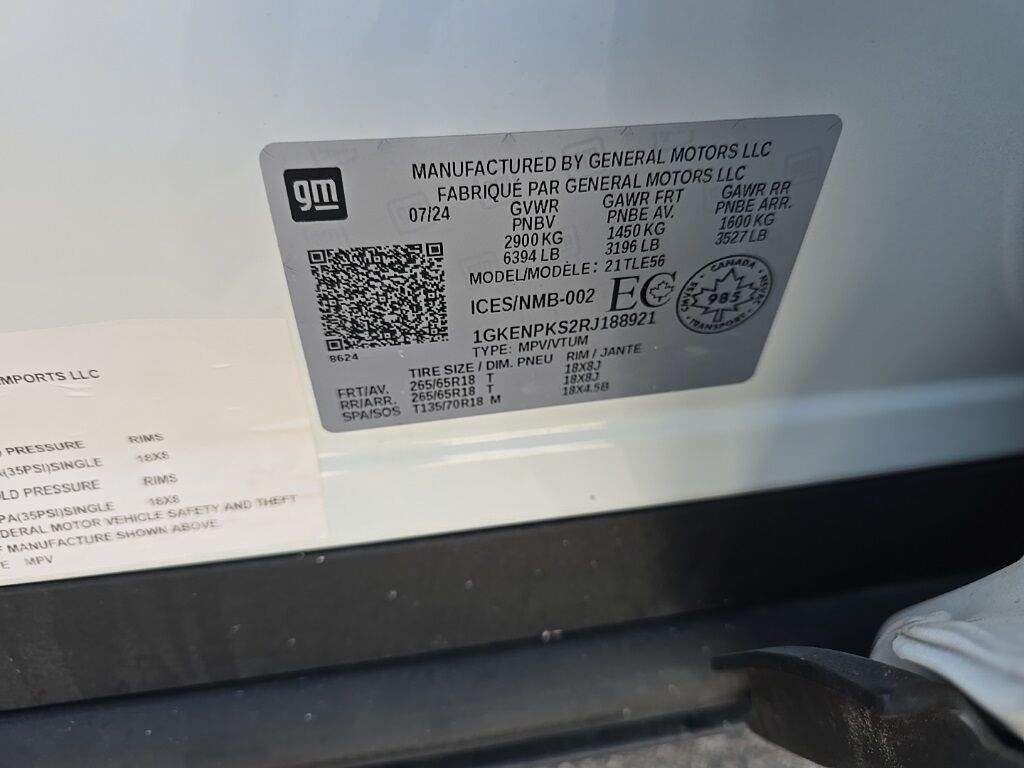 gm
MANUFACTURED BY GENERAL MOTORS LLC
FABRIQUÉ PAR GENERAL MOTORS LLC
07/24 GVWR GAWR FRT GAWR RR
PNBV PNBE AV. PNBE ARR.
2900 KG 1450 KG 1600 KG
6394 LB 3196 LB 3527 LB
MODEL/MODÈLE: 21TLE56
ICES/NMB-002 EC
CANADA
985
TRANSPORT
1GKENPKS2RJ188921
TYPE: MPV/VTUM
8624
TIRE SIZE / DIM. PNEU RIM / JANTE
FRT/AV. 265/65R18 T 18X8J
RR/ARR. 265/65R18 T 18X8J
SPA/SOS T135/70R18 M 18X4.5B
IMPORTS LLC
PRESSURE RIMS
(35PSI)SINGLE 18X8
PRESSURE RIMS
(35PSI)SINGLE 18X8
MOTOR VEHICLE SAFETY AND THEFT
MANUFACTURE SHOWN ABOVE
MPV